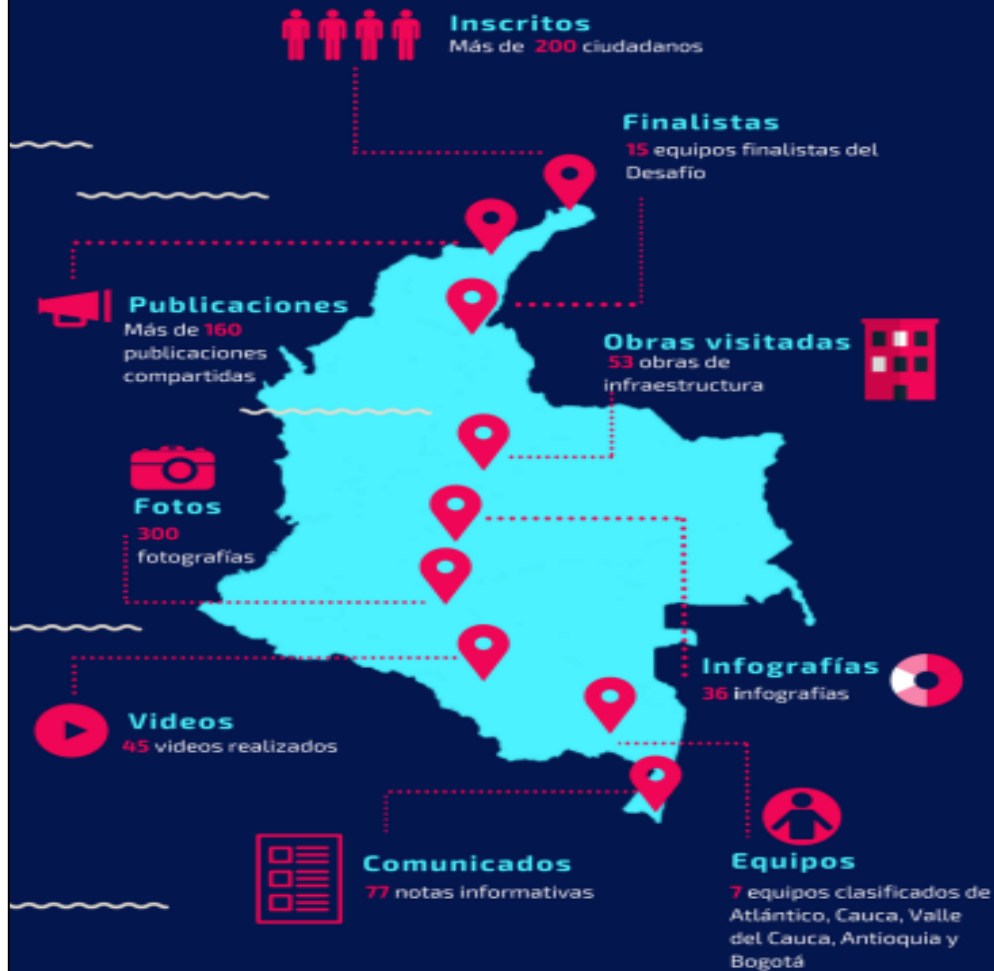 Inscritos
Más de 200 ciudadanos
Finalistas
15 equipos finalistas del
Desafío
Publicaciones
Más de 160
publicaciones
compartidas
Obras visitadas
53 obras de
infraestructura
Fotos
300
fotografías
Infografías
36 infografías
Videos
45 videos realizados
Comunicados
77 notas informativas
Equipos
7 equipos clasificados de
Atlántico, Cauca, Valle
del Cauca, Antioquia y
Bogotá